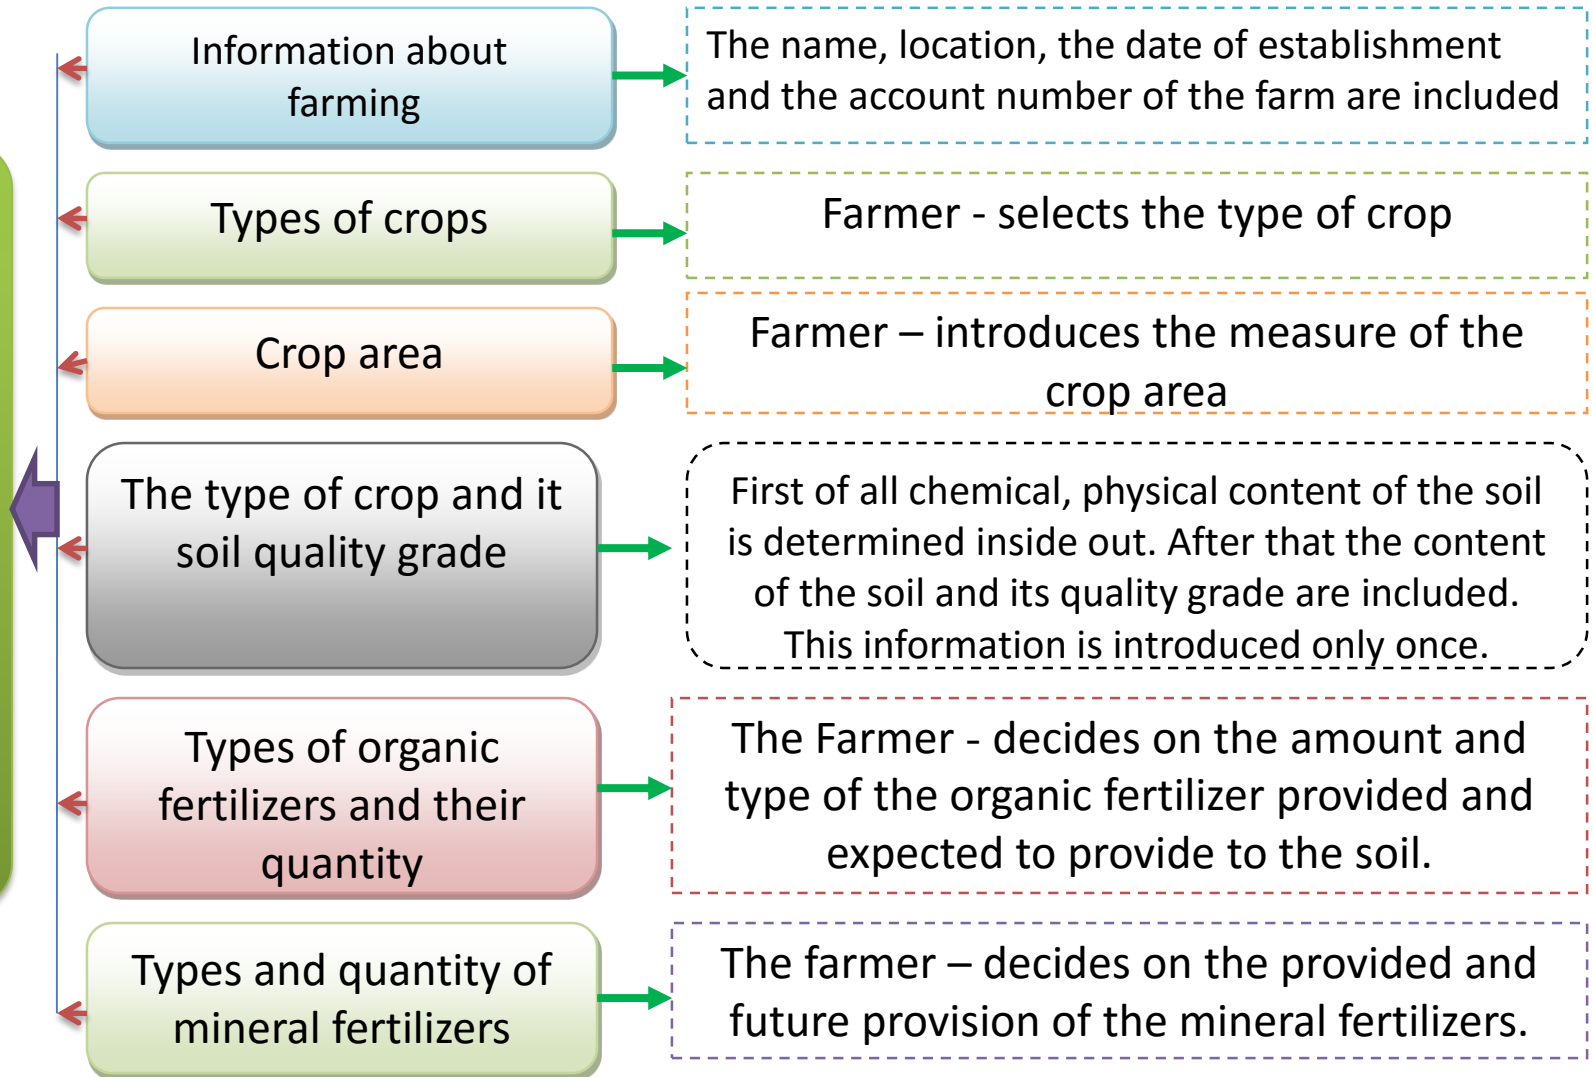 Information about
farming
The name, location, the date of establishment
and the account number of the farm are included
Types of crops
Farmer - selects the type of crop
Crop area
Farmer – introduces the measure of the
crop area
The type of crop and it
soil quality grade
First of all chemical, physical content of the soil
is determined inside out. After that the content
of the soil and its quality grade are included.
This information is introduced only once.
Types of organic
fertilizers and their
quantity
The Farmer - decides on the amount and
type of the organic fertilizer provided and
expected to provide to the soil.
Types and quantity of
mineral fertilizers
The farmer – decides on the provided and
future provision of the mineral fertilizers.